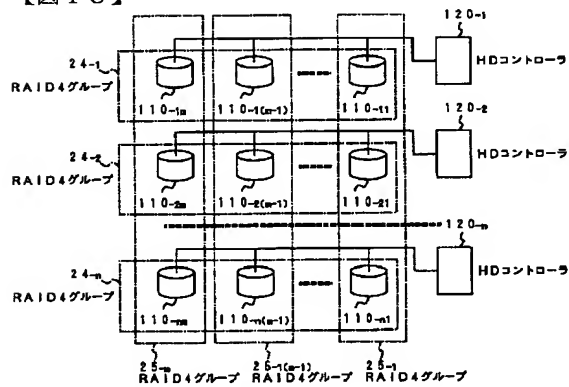 120-1
24-1
HDコントローラ
RAID4グループ
110-1m 110-1(m-1) 110-11
120-2
24-2
HDコントローラ
RAID4グループ
110-2m 110-2(m-1) 110-21
120-n
24-n
HDコントローラ
RAID4グループ
110-nm 110-n(m-1) 110-n1
25-m 25-1(m-1) 25-1
RAID4グループ RAID4グループ RAID4グループ